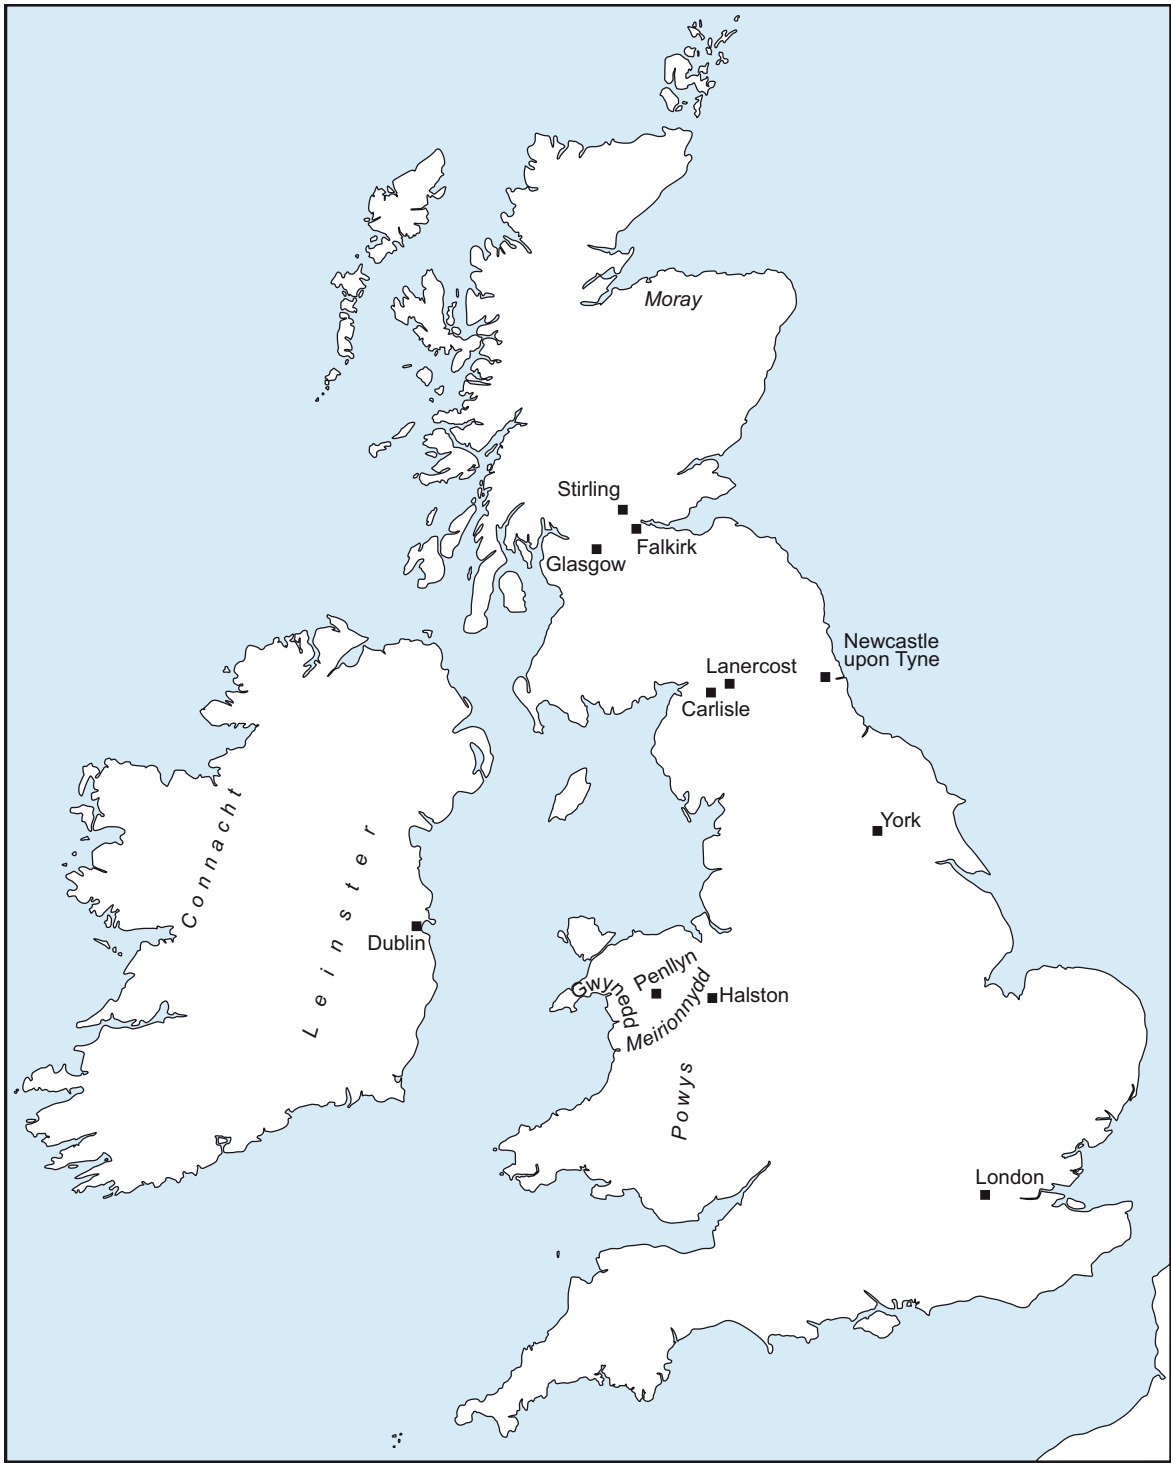 Moray
Stirling
Falkirk
Glasgow
Newcastle
upon Tyne
Lanercost
Carlisle
York
Connacht
Leinster
Dublin
Penllyn
Gwynedd
Halston
Meirionnydd
Powys
London